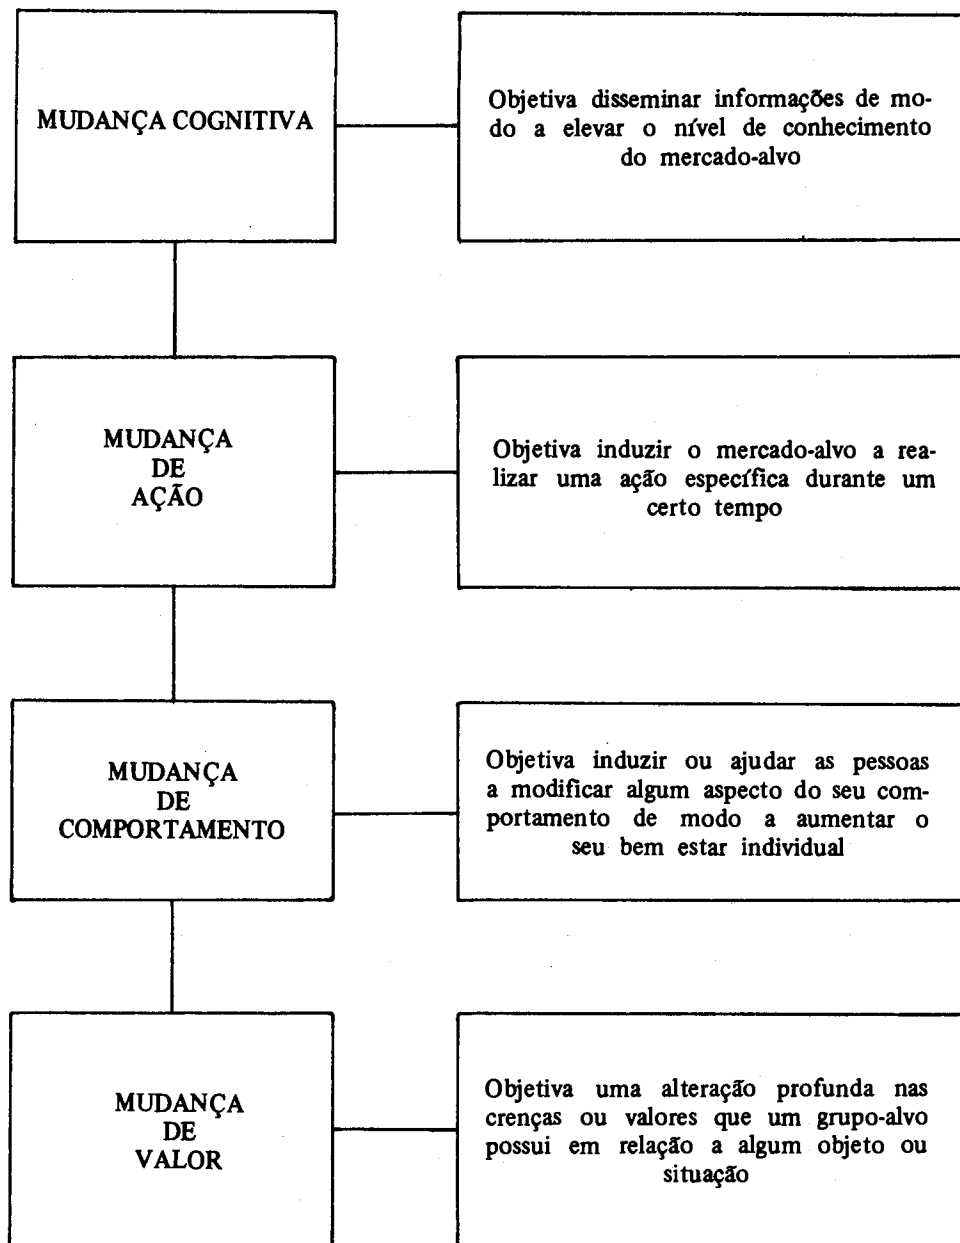 MUDANÇA COGNITIVA
Objetiva disseminar informações de mo-
do a elevar o nível de conhecimento
do mercado-alvo
MUDANÇA
DE
AÇÃO
Objetiva induzir o mercado-alvo a rea-
lizar uma ação específica durante um
certo tempo
MUDANÇA
DE
COMPORTAMENTO
Objetiva induzir ou ajudar as pessoas
a modificar algum aspecto do seu com-
portamento de modo a aumentar o
seu bem estar individual
MUDANÇA
DE
VALOR
Objetiva uma alteração profunda nas
crenças ou valores que um grupo-alvo
possui em relação a algum objeto ou
situação